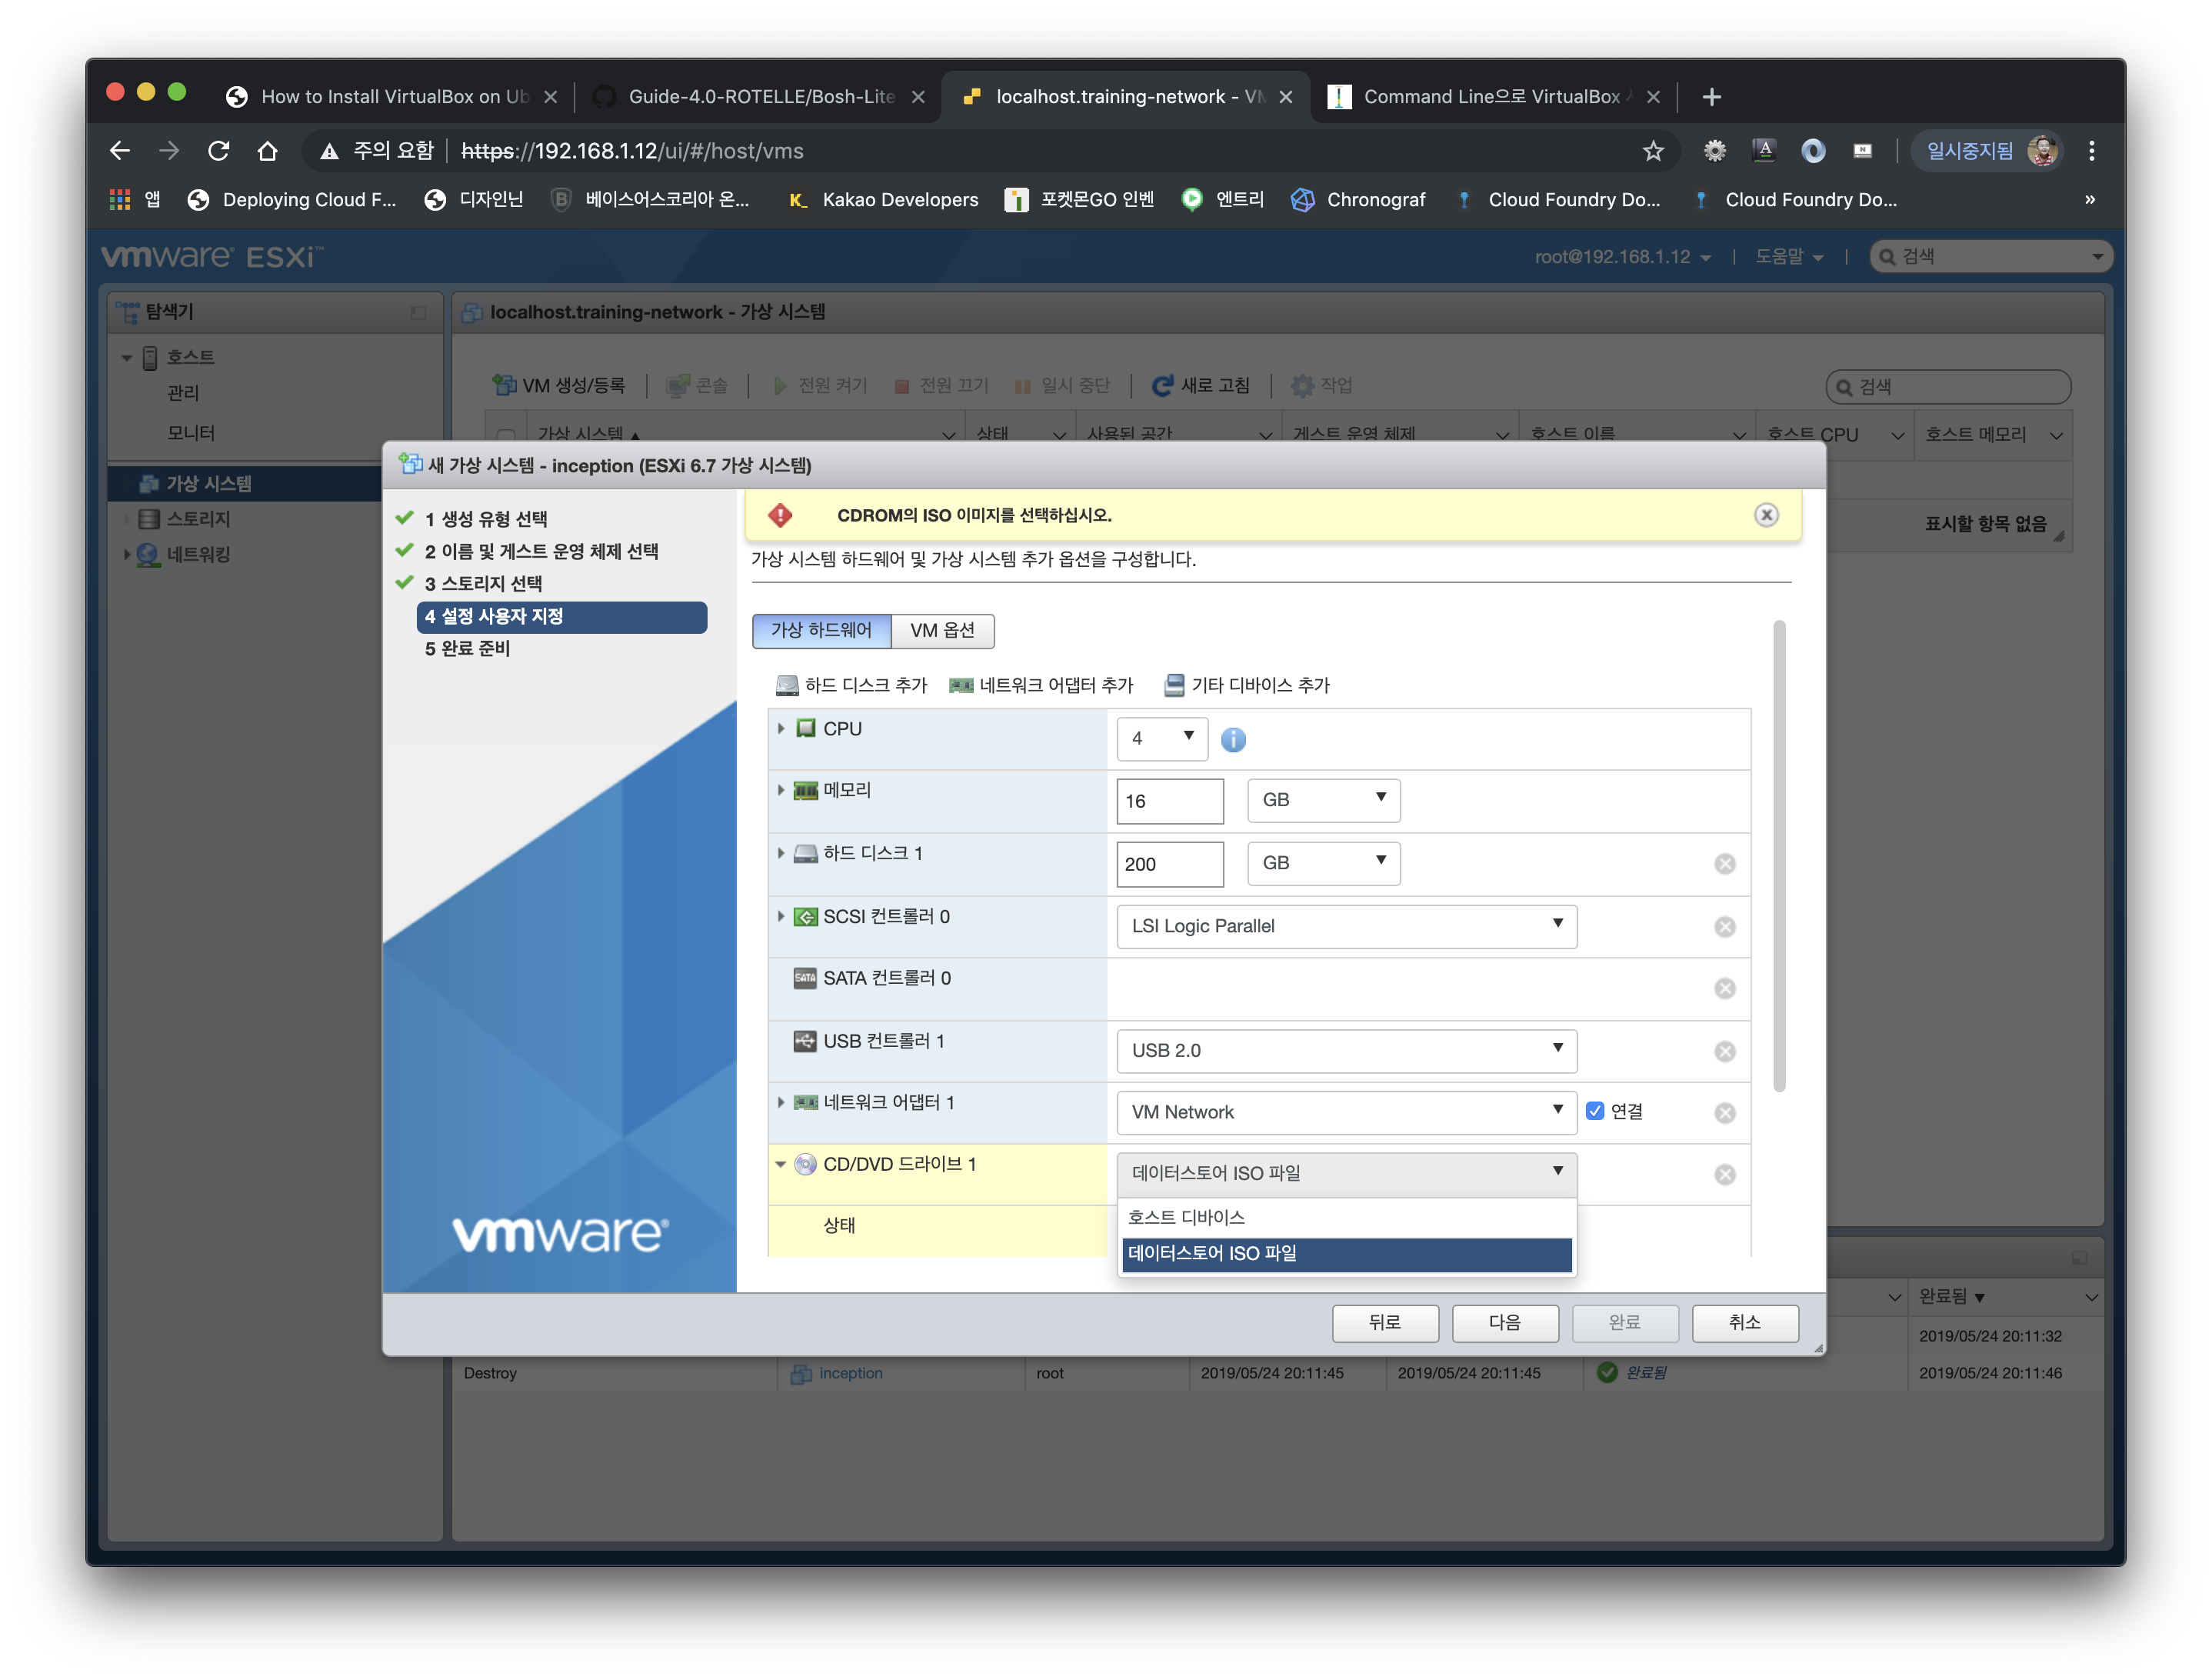 How to Install VirtualBox on Ub
Guide-4.0-ROTELLE/Bosh-Lite
localhost.training-network - VM
Command Line으로 VirtualBox
주의 요함 https://192.168.1.12/ui/#/host/vms
일시중지됨
앱 Deploying Cloud F... 디자인닌 베이스어스코리아 온... K_ Kakao Developers 포켓몬GO 인벤 엔트리 Chronograf Cloud Foundry Do... Cloud Foundry Do... »
vmware® ESXi™
root@192.168.1.12 | 도움말 | 검색
탐색기
호스트
관리
모니터
가상 시스템
스토리지
네트워킹
localhost.training-network - 가상 시스템
VM 생성/등록 콘솔 전원 켜기 전원 끄기 일시 중단 새로 고침 작업
검색
가상 시스템 ▲ 상태 사용된 공간 게스트 운영 체제 호스트 이름 호스트 CPU 호스트 메모리
표시할 항목 없음
새 가상 시스템 - inception (ESXi 6.7 가상 시스템)
1 생성 유형 선택
2 이름 및 게스트 운영 체제 선택
3 스토리지 선택
4 설정 사용자 지정
5 완료 준비
vmware®
CDROM의 ISO 이미지를 선택하십시오.
가상 시스템 하드웨어 및 가상 시스템 추가 옵션을 구성합니다.
가상 하드웨어 VM 옵션
하드 디스크 추가 네트워크 어댑터 추가 기타 디바이스 추가
CPU 4
메모리 16 GB
하드 디스크 1 200 GB
SCSI 컨트롤러 0 LSI Logic Parallel
SATA 컨트롤러 0
USB 컨트롤러 1 USB 2.0
네트워크 어댑터 1 VM Network 연결
CD/DVD 드라이브 1 데이터스토어 ISO 파일
호스트 디바이스
상태
데이터스토어 ISO 파일
뒤로 다음 완료 취소
완료됨 ▼
2019/05/24 20:11:32
Destroy inception root 2019/05/24 20:11:45 2019/05/24 20:11:45 완료됨 2019/05/24 20:11:46